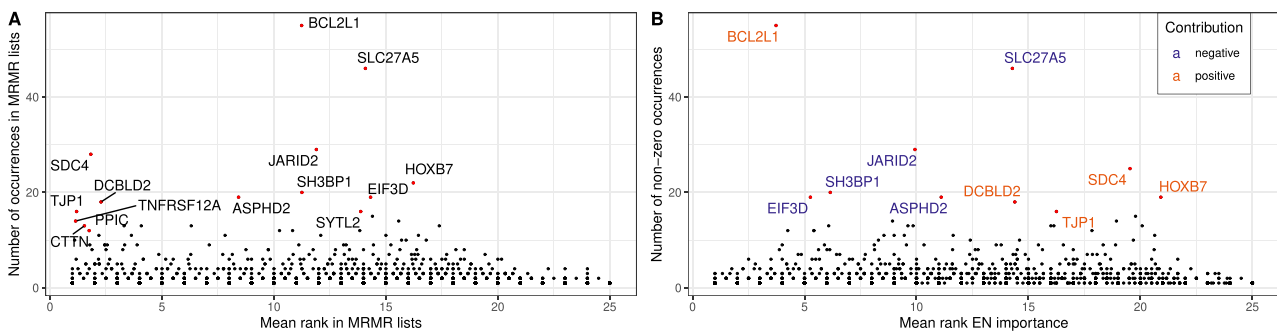 A
Number of occurrences in MRMR lists
40
20
0
BCL2L1
SLC27A5
JARID2
SDC4
HOXB7
SH3BP1
EIF3D
DCBLD2
TJP1
TNFRSF12A
ASPHD2
PPIC
SYTL2
CTTN
1 5 10 15 20 25
Mean rank in MRMR lists
B
Number of non-zero occurrences
40
20
0
BCL2L1
SLC27A5
Contribution
a negative
a positive
JARID2
SH3BP1
SDC4
HOXB7
DCBLD2
EIF3D
ASPHD2
TJP1
0 5 10 15 20 25
Mean rank EN importance